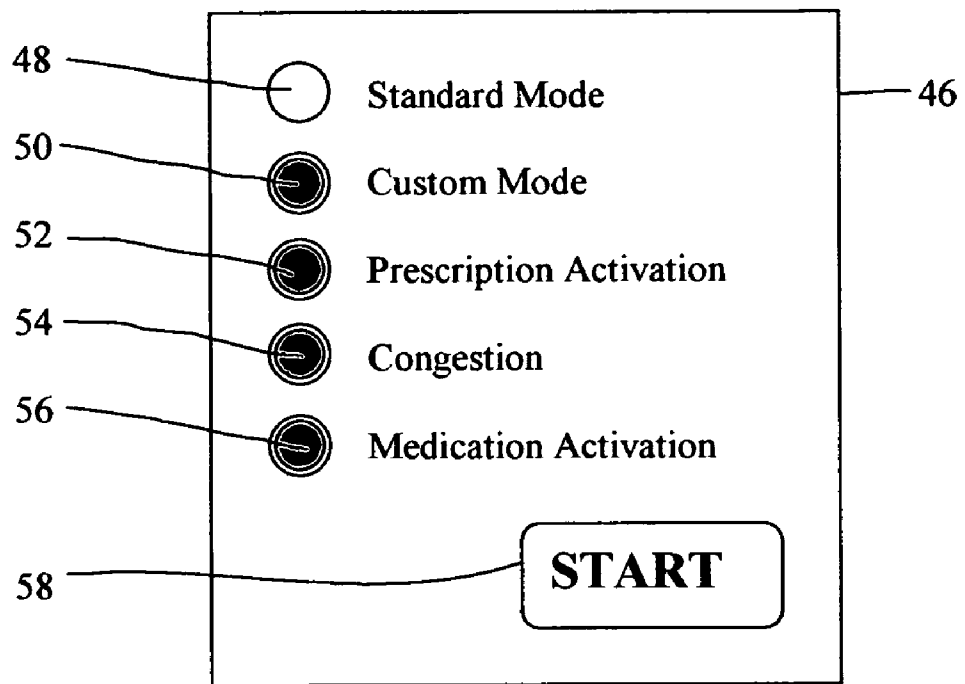 48 Standard Mode 46
50 Custom Mode
52 Prescription Activation
54 Congestion
56 Medication Activation
58 START